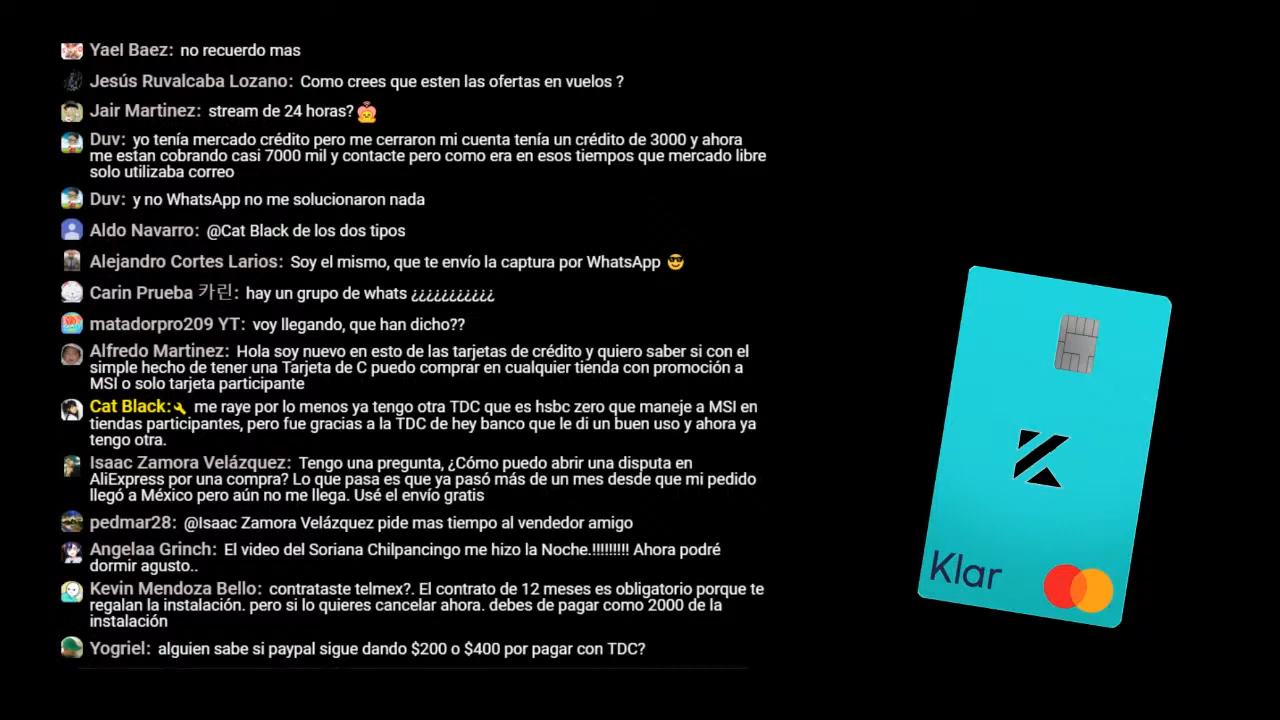 Yael Baez: no recuerdo mas
Jesús Ruvalcaba Lozano: Como crees que esten las ofertas en vuelos ?
Jair Martinez: stream de 24 horas?
Duv: yo tenía mercado crédito pero me cerraron mi cuenta tenía un crédito de 3000 y ahora
me estan cobrando casi 7000 mil y contacte pero como era en esos tiempos que mercado libre
solo utilizaba correo
Duv: y no WhatsApp no me solucionaron nada
Aldo Navarro: @Cat Black de los dos tipos
Alejandro Cortes Larios: Soy el mismo, que te envío la captura por WhatsApp 😎
Carin Prueba 카린: hay un grupo de whats ¿¿¿¿¿¿¿¿¿¿¿
matadorpro209 YT: voy llegando, que han dicho??
Alfredo Martinez: Hola soy nuevo en esto de las tarjetas de crédito y quiero saber si con el
simple hecho de tener una Tarjeta de C puedo comprar en cualquier tienda con promoción a
MSI o solo tarjeta participante
Cat Black: me raye por lo menos ya tengo otra TDC que es hsbc zero que maneje a MSI en
tiendas participantes, pero fue gracias a la TDC de hey banco que le di un buen uso y ahora ya
tengo otra.
Isaac Zamora Velázquez: Tengo una pregunta, ¿Cómo puedo abrir una disputa en
AliExpress por una compra? Lo que pasa es que ya pasó más de un mes desde que mi pedido
llegó a México pero aún no me llega. Usé el envío gratis
pedmar28: @Isaac Zamora Velázquez pide mas tiempo al vendedor amigo
Angelaa Grinch: El video del Soriana Chilpancingo me hizo la Noche.!!!!!!!!! Ahora podré
dormir agusto..
Kevin Mendoza Bello: contrataste telmex?. El contrato de 12 meses es obligatorio porque te
regalan la instalación. pero si lo quieres cancelar ahora. debes de pagar como 2000 de la
instalación
Yogriel: alguien sabe si paypal sigue dando $200 o $400 por pagar con TDC?
Klar